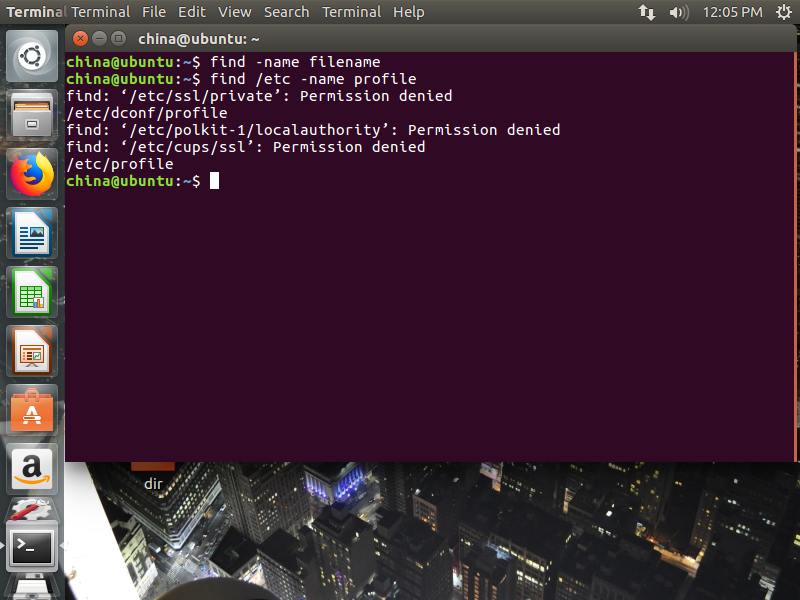 Terminal Terminal File Edit View Search Terminal Help 12:05 PM
china@ubuntu: ~
china@ubuntu:~$ find -name filename
china@ubuntu:~$ find /etc -name profile
find: ‘/etc/ssl/private’: Permission denied
/etc/dconf/profile
find: ‘/etc/polkit-1/localauthority’: Permission denied
find: ‘/etc/cups/ssl’: Permission denied
/etc/profile
china@ubuntu:~$
dir